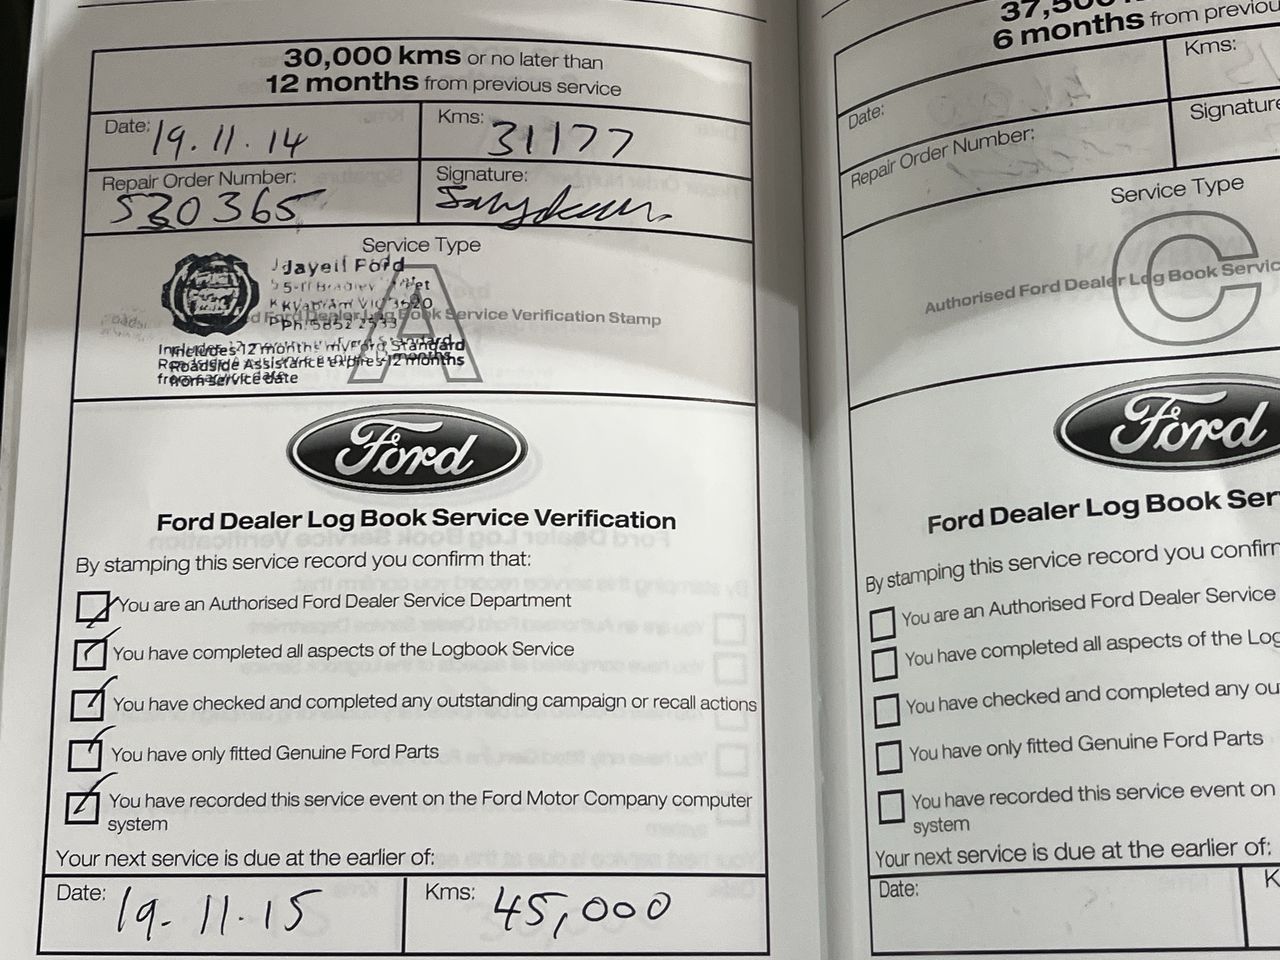 30,000 kms or no later than
12 months from previous service
Date: 19.11.14
Kms: 31177
Repair Order Number: 530365
Signature:
Service Type
A
Jayell Ford
Kyabram Vic 3620
Ph: 5852 2533
Ford Dealer Log Book Service Verification Stamp
Includes 12 months myFord Standard
Roadside Assistance expires 12 months
from service date
Ford
Ford Dealer Log Book Service Verification
By stamping this service record you confirm that:
You are an Authorised Ford Dealer Service Department
You have completed all aspects of the Logbook Service
You have checked and completed any outstanding campaign or recall actions
You have only fitted Genuine Ford Parts
You have recorded this service event on the Ford Motor Company computer
system
Your next service is due at the earlier of:
Date: 19.11.15
Kms: 45,000
6 months from previou
Date:
Kms:
Repair Order Number:
Signature
Service Type
C
Authorised Ford Dealer Log Book Servic
Ford
Ford Dealer Log Book Ser
By stamping this service record you confirm
You are an Authorised Ford Dealer Service
You have completed all aspects of the Log
You have checked and completed any ou
You have only fitted Genuine Ford Parts
You have recorded this service event on
system
Your next service is due at the earlier of:
Date:
K